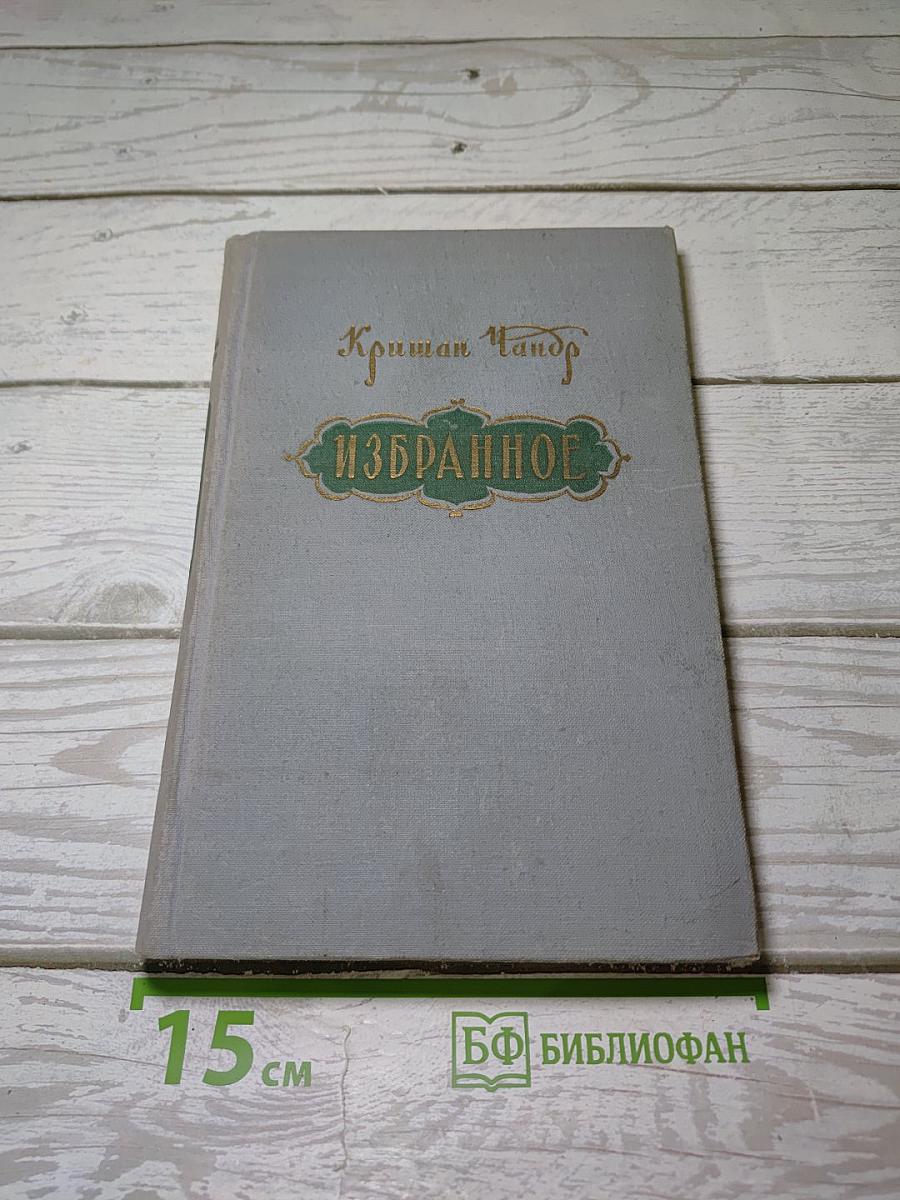 Кришан Чандр
ИЗБРАННОЕ
15 см
БФ БИБЛИОФАН